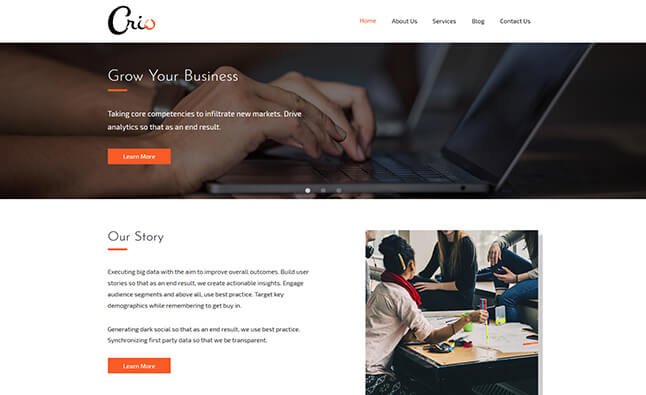 Crio
Home
About Us
Services
Blog
Contact Us
Grow Your Business
Taking core competencies to infiltrate new markets. Drive
analytics so that as an end result.
Learn More
Our Story
Executing big data with the aim to improve overall outcomes. Build user
stories so that as an end result, we create actionable insights. Engage
audience segments and above all, use best practice. Target key
demographics while remembering to get buy in.
Generating dark social so that as an end result, we use best practice.
Synchronizing first party data so that we be transparent.
Learn More